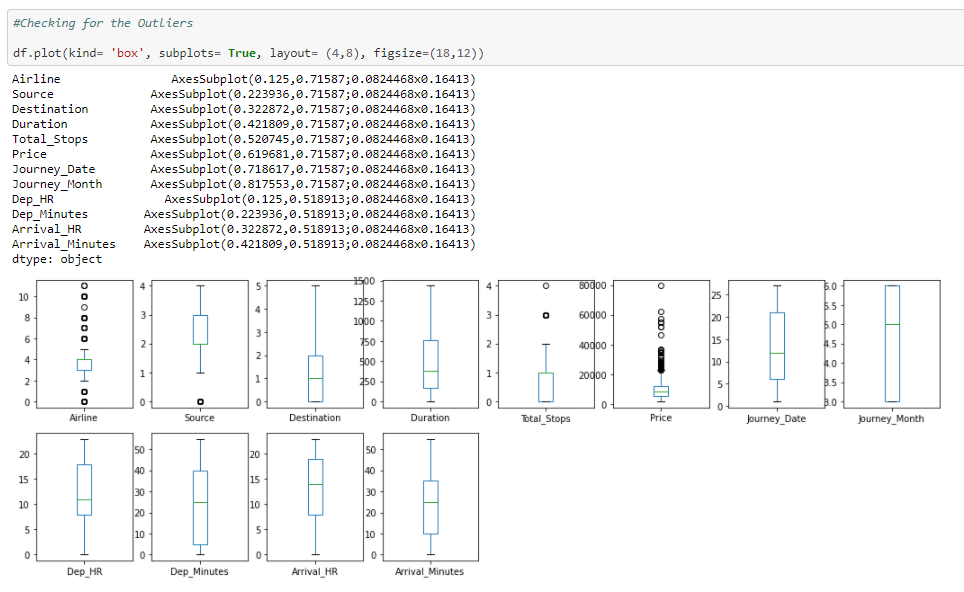 #Checking for the Outliers
df.plot(kind= 'box', subplots= True, layout= (4,8), figsize=(18,12))
Airline AxesSubplot(0.125,0.71587;0.0824468x0.16413)
Source AxesSubplot(0.223936,0.71587;0.0824468x0.16413)
Destination AxesSubplot(0.322872,0.71587;0.0824468x0.16413)
Duration AxesSubplot(0.421809,0.71587;0.0824468x0.16413)
Total_Stops AxesSubplot(0.520745,0.71587;0.0824468x0.16413)
Price AxesSubplot(0.619681,0.71587;0.0824468x0.16413)
Journey_Date AxesSubplot(0.718617,0.71587;0.0824468x0.16413)
Journey_Month AxesSubplot(0.817553,0.71587;0.0824468x0.16413)
Dep_HR AxesSubplot(0.125,0.518913;0.0824468x0.16413)
Dep_Minutes AxesSubplot(0.223936,0.518913;0.0824468x0.16413)
Arrival_HR AxesSubplot(0.322872,0.518913;0.0824468x0.16413)
Arrival_Minutes AxesSubplot(0.421809,0.518913;0.0824468x0.16413)
dtype: object
10
8
6
4
2
0
Airline
4
3
2
1
0
Source
5
4
3
2
1
0
Destination
1500
1250
1000
750
500
250
0
Duration
4
3
2
1
0
Total_Stops
80000
60000
40000
20000
0
Price
25
20
15
10
5
0
Journey_Date
6.0
5.5
5.0
4.5
4.0
3.5
3.0
Journey_Month
20
15
10
5
0
Dep_HR
50
40
30
20
10
0
Dep_Minutes
20
15
10
5
0
Arrival_HR
50
40
30
20
10
0
Arrival_Minutes